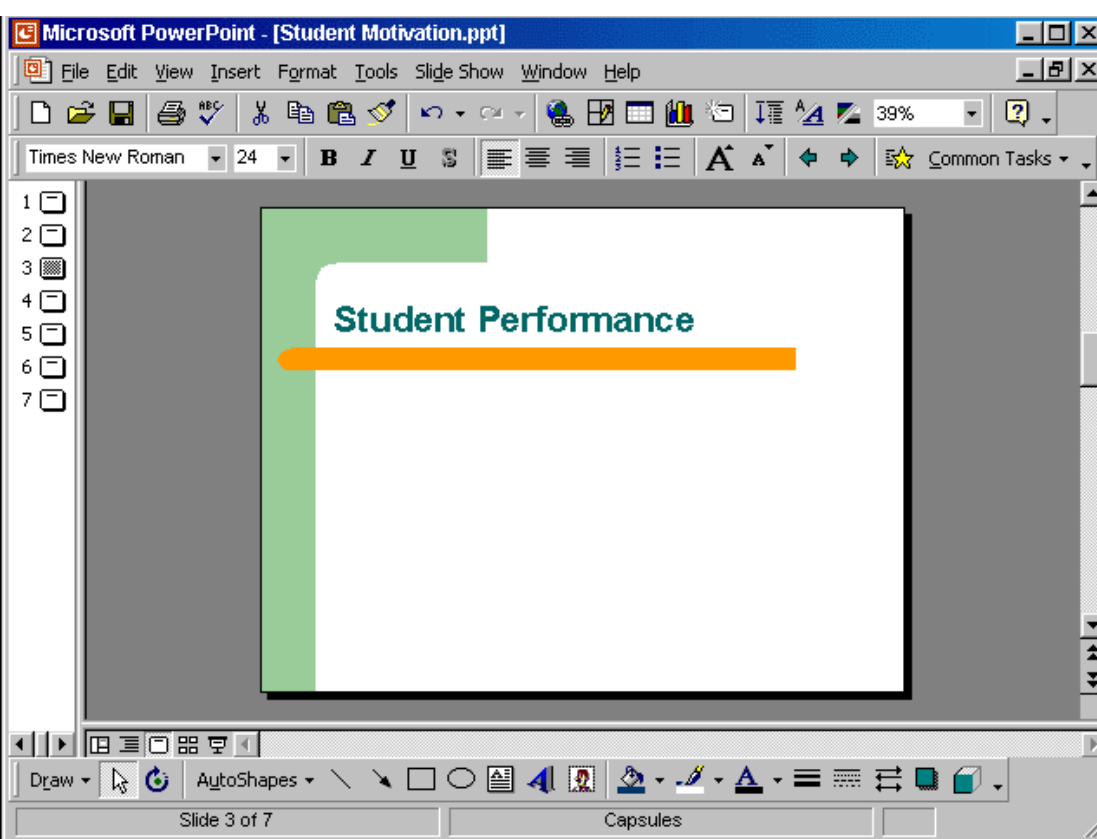 Microsoft PowerPoint - [Student Motivation.ppt]
File Edit View Insert Format Tools Slide Show Window Help
ABC A A 39% ?
Times New Roman 24 B I U S A A Common Tasks
1
2
3
4
5
6
7
Student Performance
Draw AutoShapes A A
Slide 3 of 7 Capsules